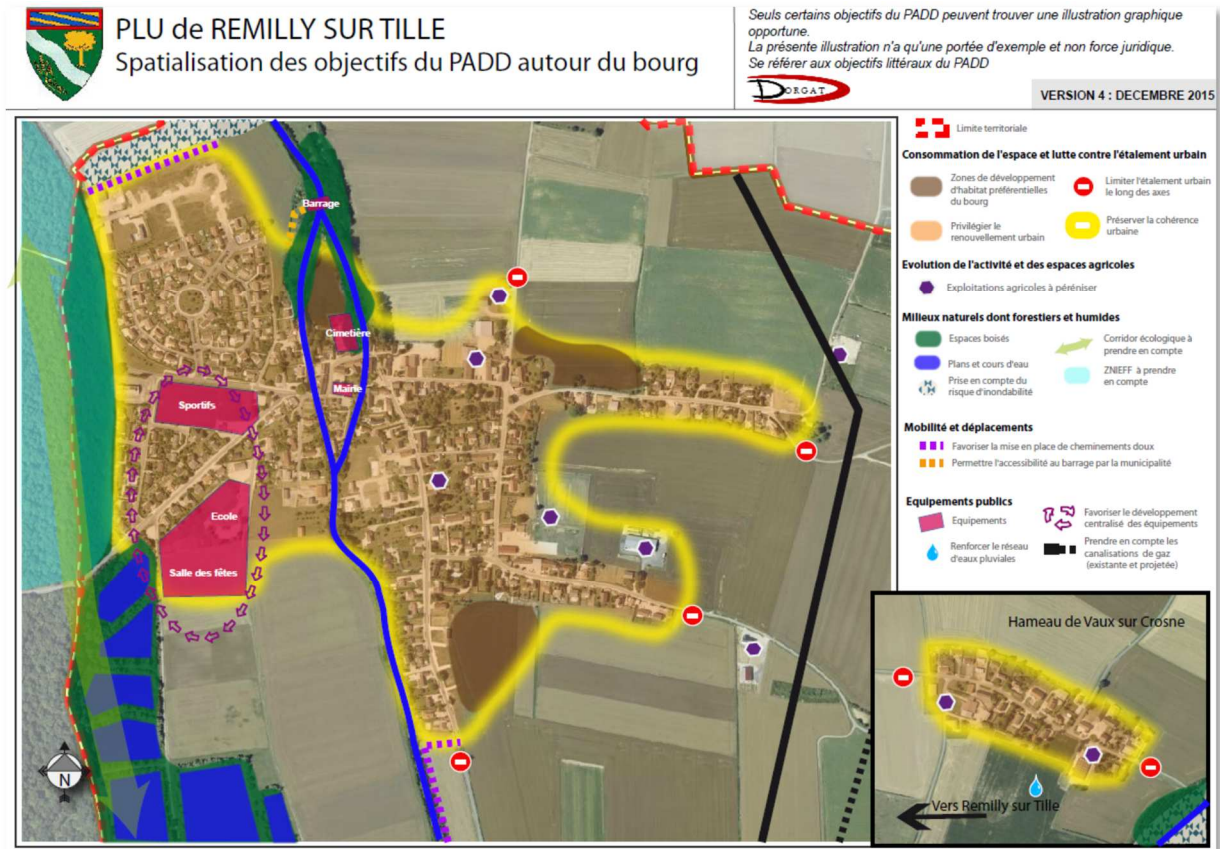 PLU de REMILLY SUR TILLE
Spatialisation des objectifs du PADD autour du bourg
Seuls certains objectifs du PADD peuvent trouver une illustration graphique
opportune.
La présente illustration n'a qu'une portée d'exemple et non force juridique.
Se référer aux objectifs littéraux du PADD
DORGAT
VERSION 4 : DECEMBRE 2015
Barrage
Cimetière
Mairie
Sportifs
Ecole
Salle des fêtes
N
Limite territoriale
Consommation de l'espace et lutte contre l'étalement urbain
Zones de développement
d'habitat préférentielles
du bourg
Limiter l'étalement urbain
le long des axes
Privilégier le
renouvellement urbain
Préserver la cohérence
urbaine
Evolution de l'activité et des espaces agricoles
Exploitations agricoles à péréniser
Milieux naturels dont forestiers et humides
Espaces boisés
Corridor écologique à
prendre en compte
Plans et cours d'eau
ZNIEFF à prendre
en compte
Prise en compte du
risque d'inondabilité
Mobilité et déplacements
Favoriser la mise en place de cheminements doux
Permettre l'accessibilité au barrage par la municipalité
Equipements publics
Equipements
Favoriser le développement
centralisé des équipements
Renforcer le réseau
d'eaux pluviales
Prendre en compte les
canalisations de gaz
(existante et projetée)
Hameau de Vaux sur Crosne
Vers Remilly sur Tille